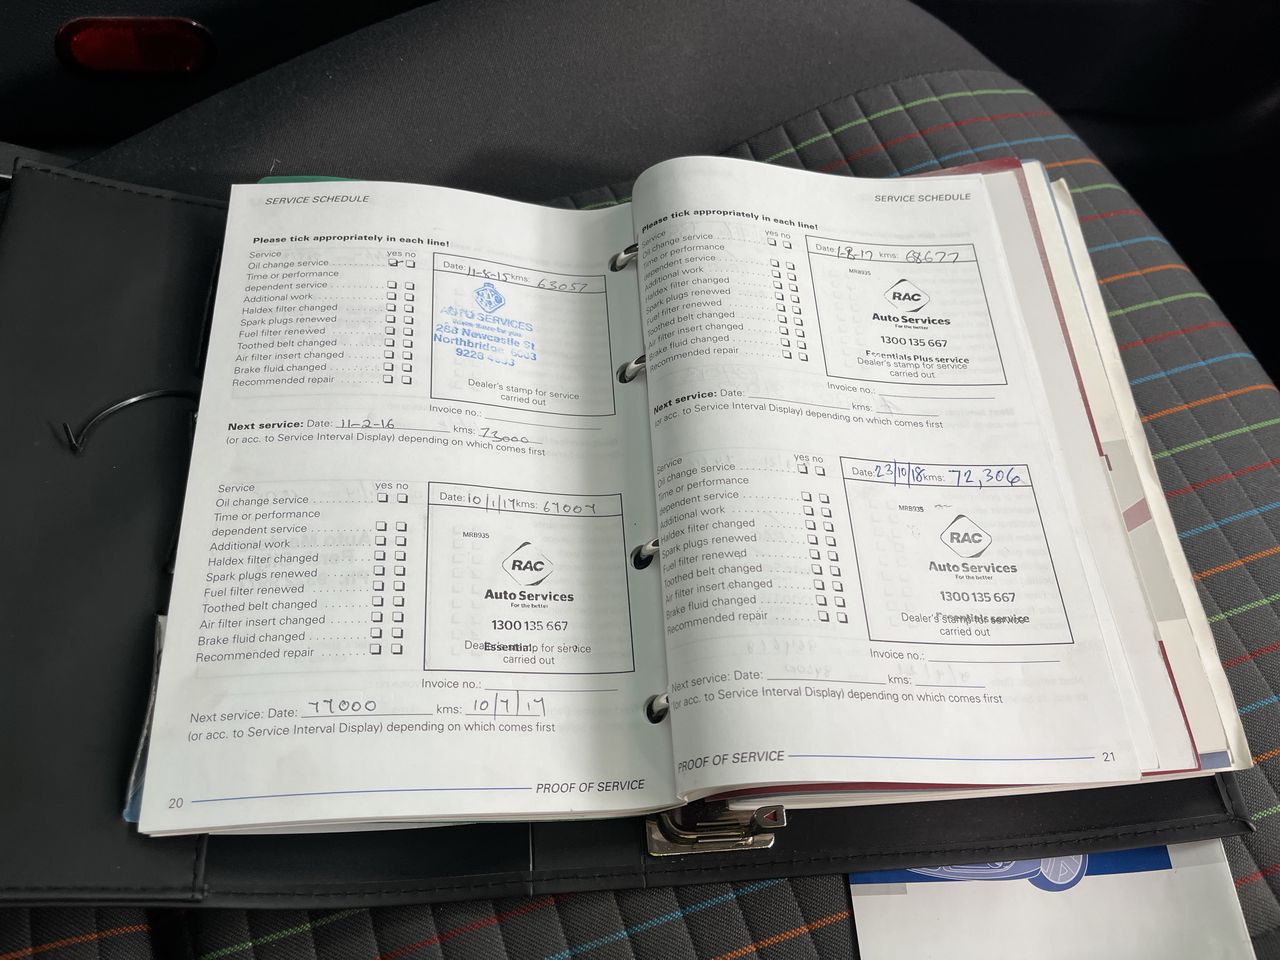 SERVICE SCHEDULE
Please tick appropriately in each line!
Service yes no
Oil change service
Time or performance
dependent service
Additional work
Haldex filter changed
Spark plugs renewed
Fuel filter renewed
Toothed belt changed
Air filter insert changed
Brake fluid changed
Recommended repair
Date: 11-8-15 kms: 63057
AUTO SERVICES
288 Newcastle St
Northbridge 6003
9228
Dealer's stamp for service
carried out
Invoice no.:
Next service: Date: 11-2-16 kms: 73000
(or acc. to Service Interval Display) depending on which comes first
Service yes no
Oil change service
Time or performance
dependent service
Additional work
Haldex filter changed
Spark plugs renewed
Fuel filter renewed
Toothed belt changed
Air filter insert changed
Brake fluid changed
Recommended repair
Date: 10/1/17 kms: 67007
MRB935
RAC
Auto Services
For the better
1300 135 667
Dealer's stamp for service
Essential
carried out
Invoice no.:
Next service: Date: 77000 kms: 10/7/17
(or acc. to Service Interval Display) depending on which comes first
20 PROOF OF SERVICE
SERVICE SCHEDULE
Please tick appropriately in each line!
Service yes no
Oil change service
Time or performance
dependent service
Additional work
Haldex filter changed
Spark plugs renewed
Fuel filter renewed
Toothed belt changed
Air filter insert changed
Brake fluid changed
Recommended repair
Date: 1-8-17 kms: 68677
MRB935
RAC
Auto Services
For the better
1300 135 667
Essentials Plus service
Dealer's stamp for service
carried out
Invoice no.:
Next service: Date: kms:
(or acc. to Service Interval Display) depending on which comes first
Service yes no
Oil change service
Time or performance
dependent service
Additional work
Haldex filter changed
Spark plugs renewed
Fuel filter renewed
Toothed belt changed
Air filter insert changed
Brake fluid changed
Recommended repair
Date: 23/10/18 kms: 72,306
MRB935
RAC
Auto Services
For the better
1300 135 667
Essentials service
Dealer's stamp for service
carried out
Invoice no.:
Next service: Date: kms:
(or acc. to Service Interval Display) depending on which comes first
PROOF OF SERVICE 21